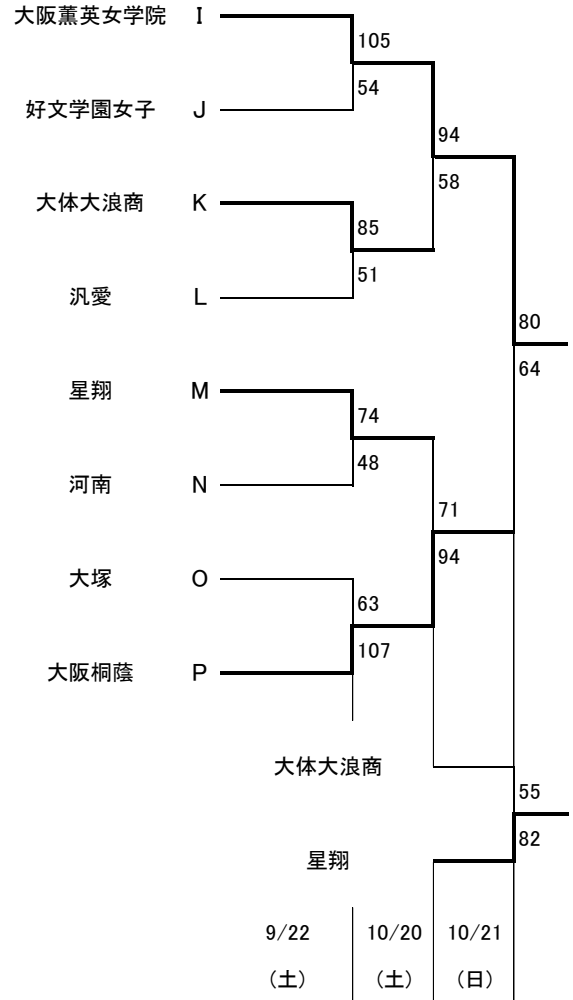 大阪薫英女学院 I
105
54
好文学園女子 J
94
58
大体大浪商 K
85
51
汎愛 L
80
64
星翔 M
74
48
河南 N
71
94
大塚 O
63
107
大阪桐蔭 P
大体大浪商
55
82
星翔
9/22 10/20 10/21
（土） （土） （日）